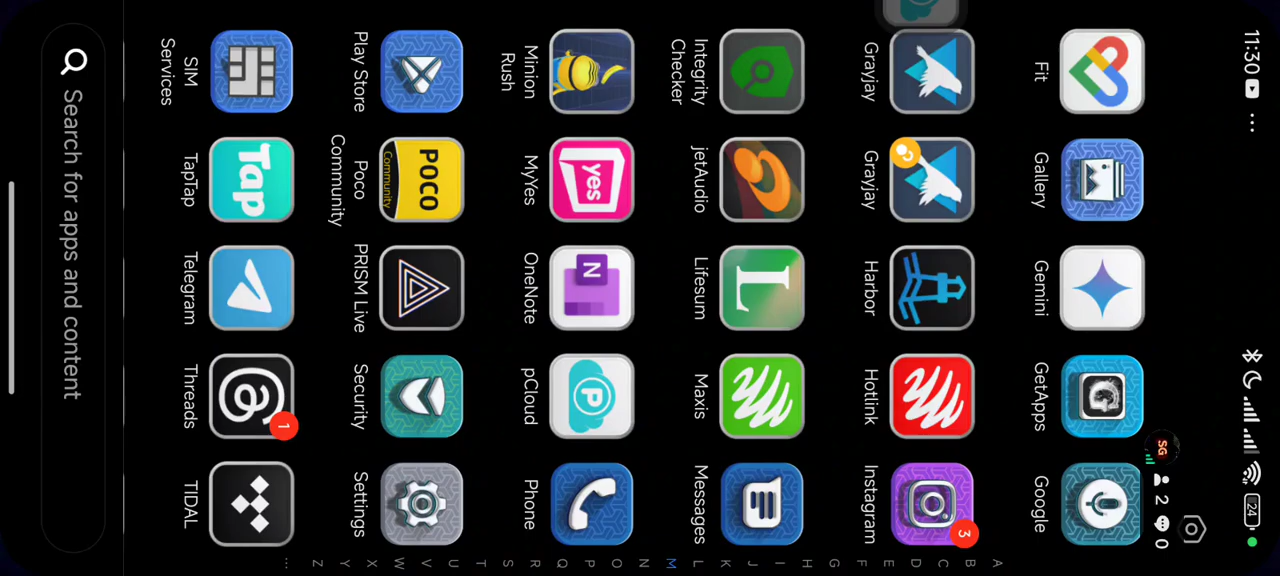 11:30
...
24
SG
2
0
Fit
Gallery
Gemini
GetApps
Google
Grayjay
Grayjay
Harbor
Hotlink
Instagram
3
Integrity
Checker
jetAudio
Lifesum
L
Maxis
Messages
Minion
Rush
yes
MyYes
N
OneNote
P
pCloud
Phone
Play Store
POCO
Community
Poco
Community
PRISM Live
Security
Settings
SIM
Services
Tap
TapTap
Telegram
1
Threads
TIDAL
A
B
C
D
E
F
G
H
I
J
K
L
M
N
O
P
Q
R
S
T
U
V
W
X
Y
Z
...
Search for apps and content